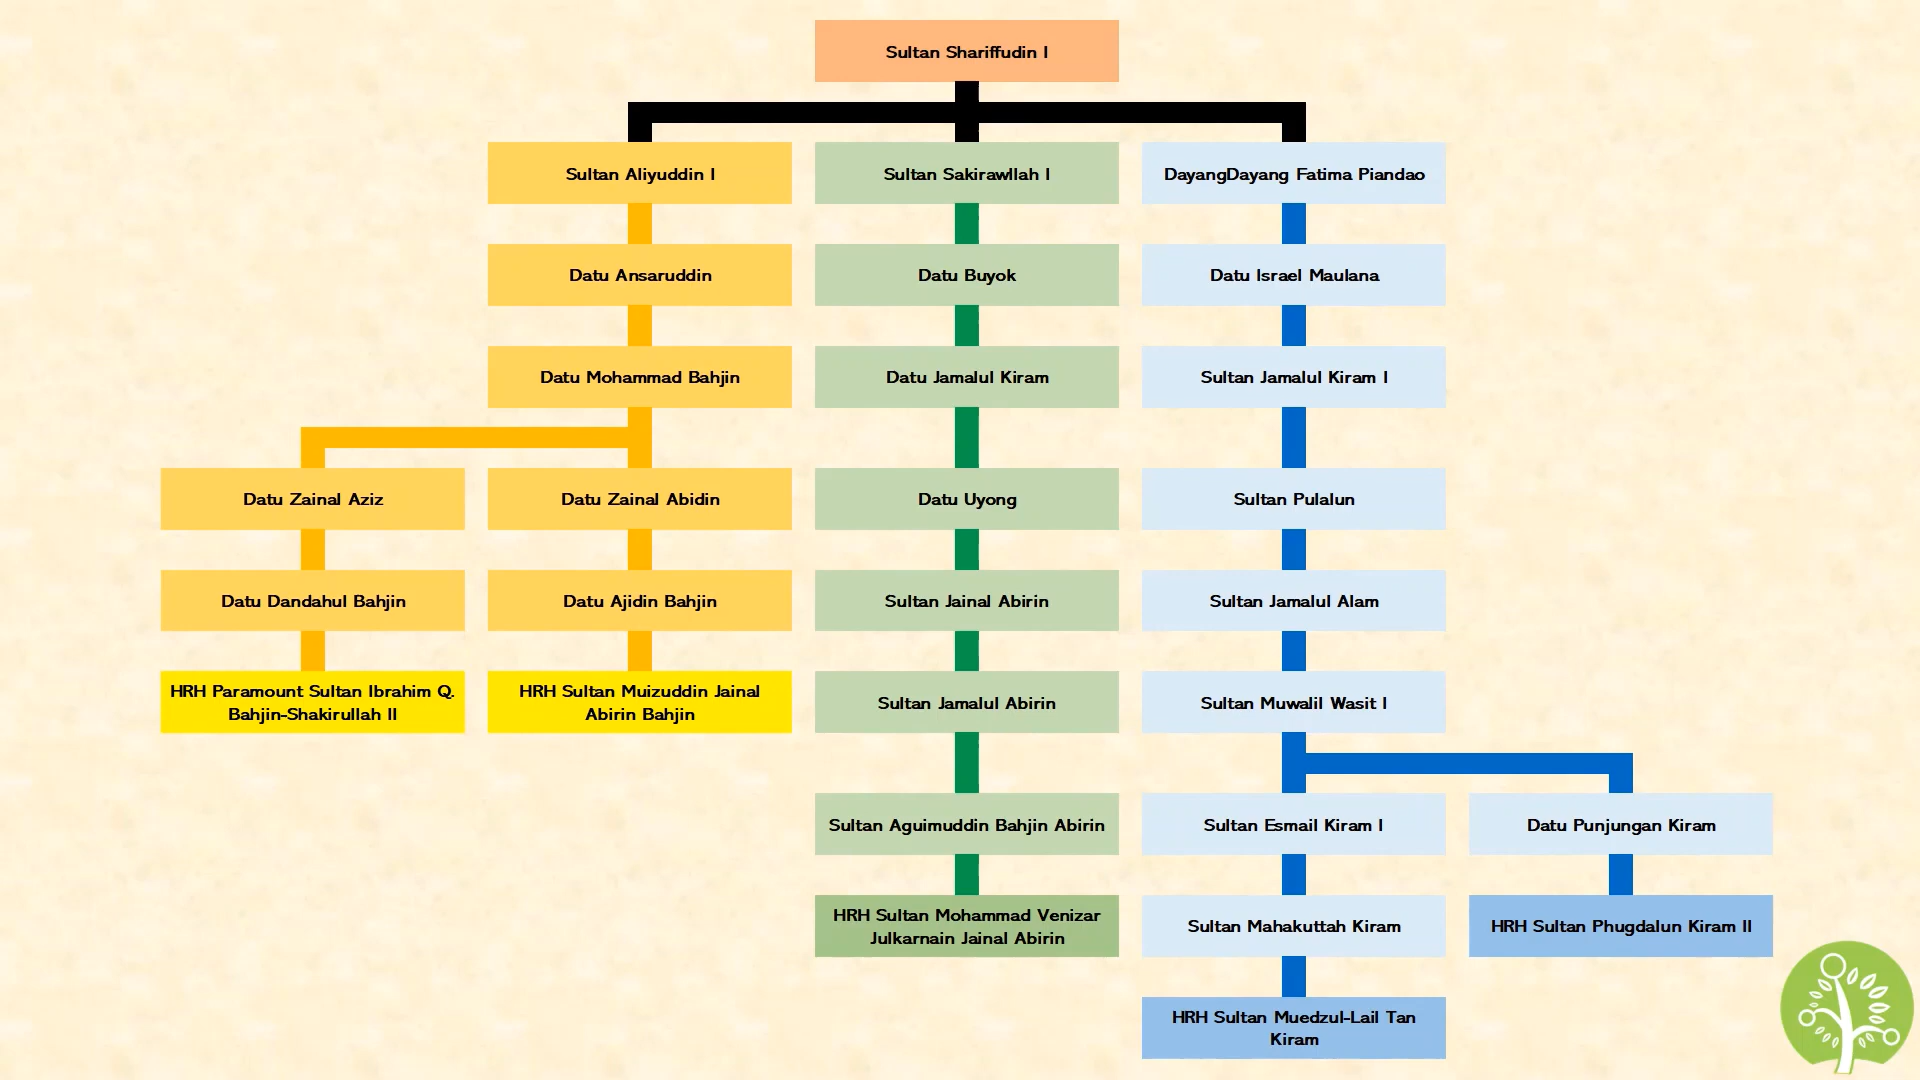 Sultan Shariffudin I
Sultan Aliyuddin I
Sultan Sakirawllah I
DayangDayang Fatima Piandao
Datu Ansaruddin
Datu Buyok
Datu Israel Maulana
Datu Mohammad Bahjin
Datu Jamalul Kiram
Sultan Jamalul Kiram I
Datu Zainal Aziz
Datu Zainal Abidin
Datu Uyong
Sultan Pulalun
Datu Dandahul Bahjin
Datu Ajidin Bahjin
Sultan Jainal Abirin
Sultan Jamalul Alam
HRH Paramount Sultan Ibrahim Q.
Bahjin-Shakirullah II
HRH Sultan Muizuddin Jainal
Abirin Bahjin
Sultan Jamalul Abirin
Sultan Muwalil Wasit I
Sultan Aguimuddin Bahjin Abirin
Sultan Esmail Kiram I
Datu Punjungan Kiram
HRH Sultan Mohammad Venizar
Julkarnain Jainal Abirin
Sultan Mahakuttah Kiram
HRH Sultan Phugdalun Kiram II
HRH Sultan Muedzul-Lail Tan
Kiram